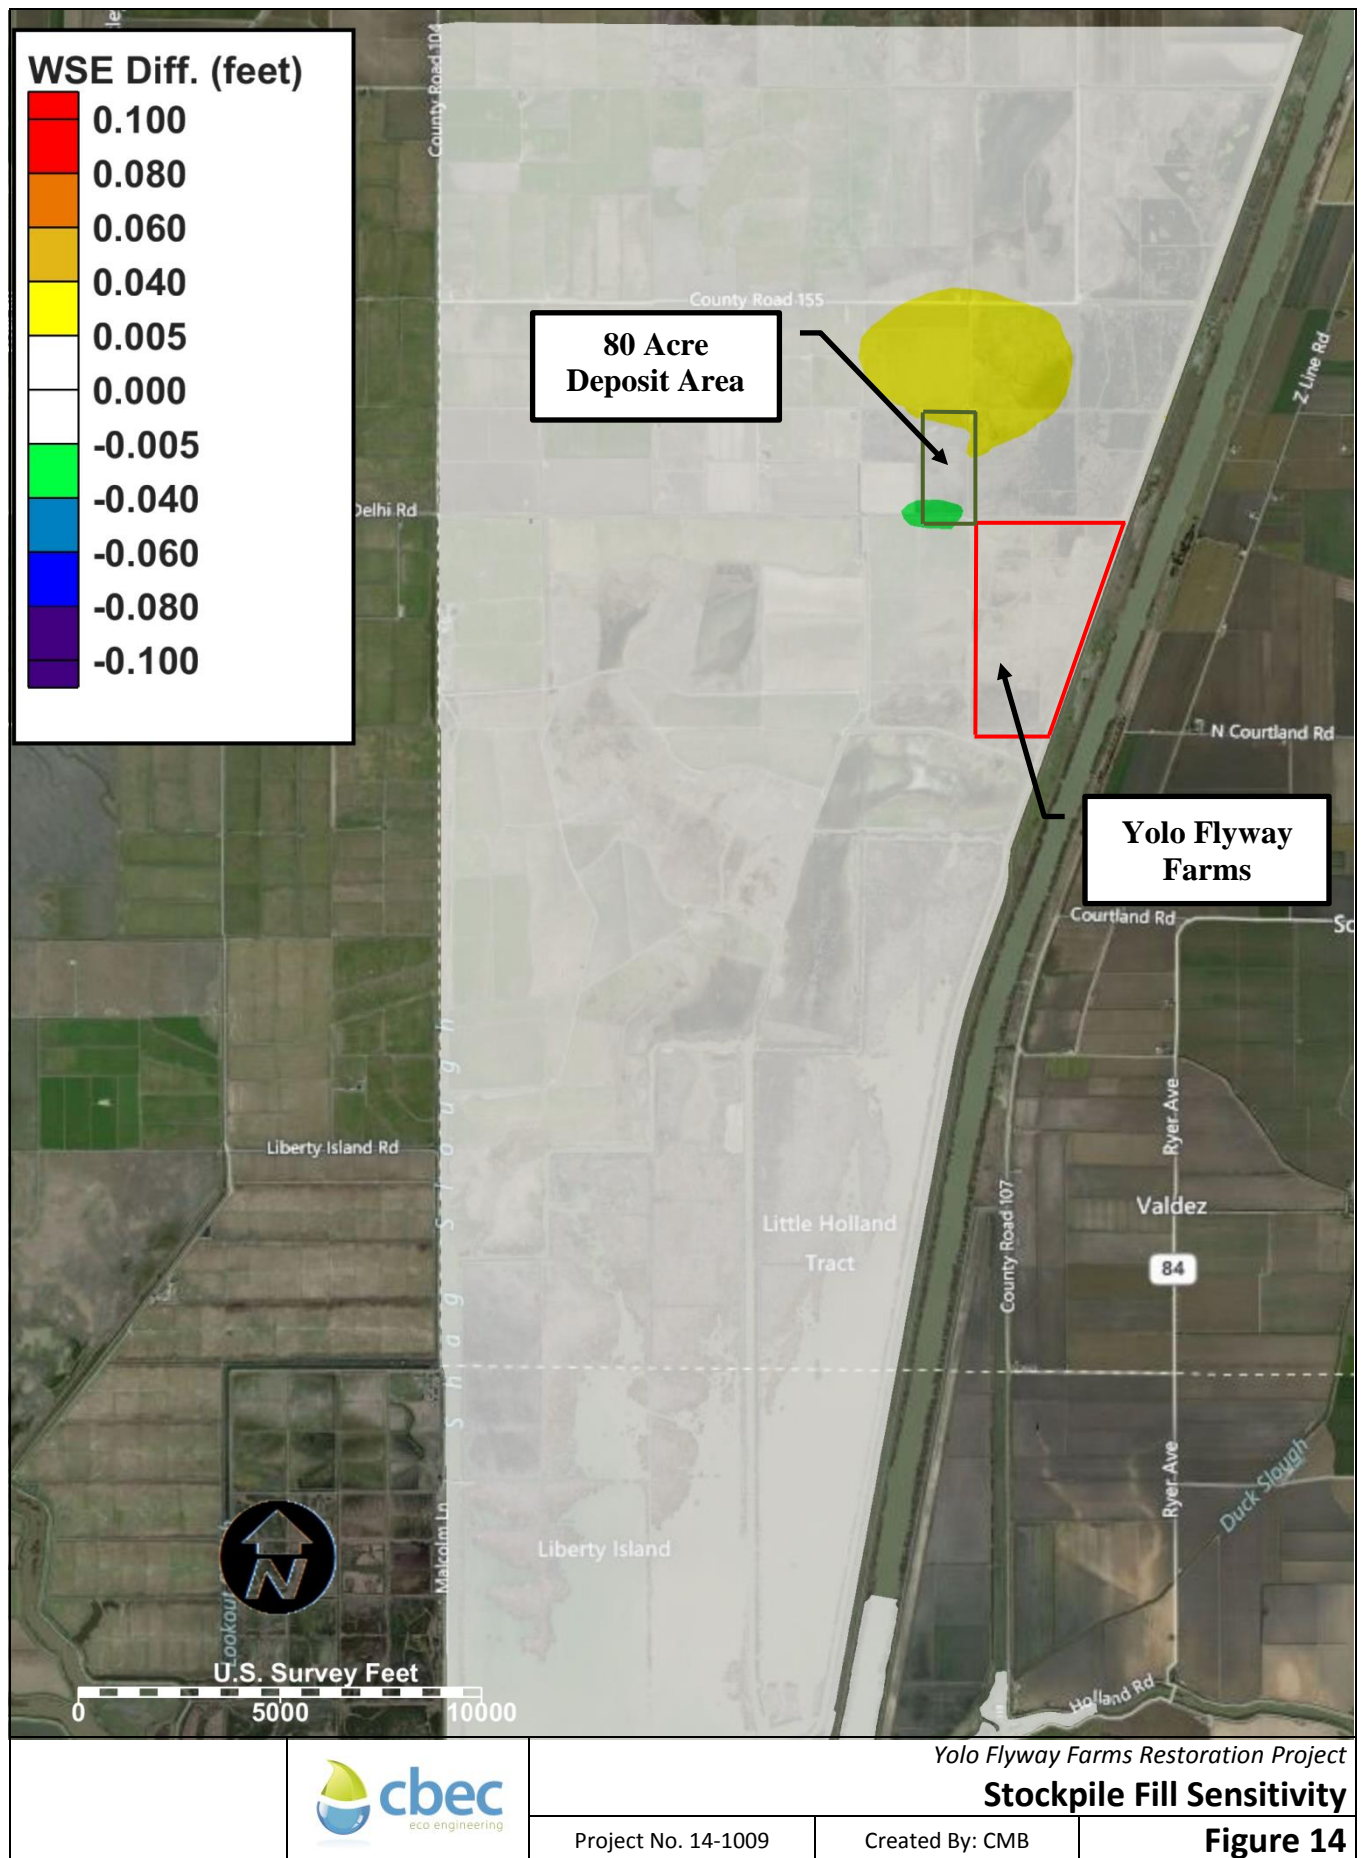 WSE Diff. (feet)
0.100
0.080
0.060
0.040
0.005
0.000
-0.005
-0.040
-0.060
-0.080
-0.100
County Road 104
County Road 155
80 Acre
Deposit Area
Z Line Rd
Delhi Rd
N Courtland Rd
Yolo Flyway
Farms
Courtland Rd
Shag Slough
Liberty Island Rd
Ryer Ave
County Road 107
Valdez
Little Holland
Tract
84
Ryer Ave
Duck Slough
Malcolm Ln
Liberty Island
N
Lookout
U.S. Survey Feet
0
5000
10000
Holland Rd
cbec
eco engineering
Yolo Flyway Farms Restoration Project
Stockpile Fill Sensitivity
Project No. 14-1009
Created By: CMB
Figure 14